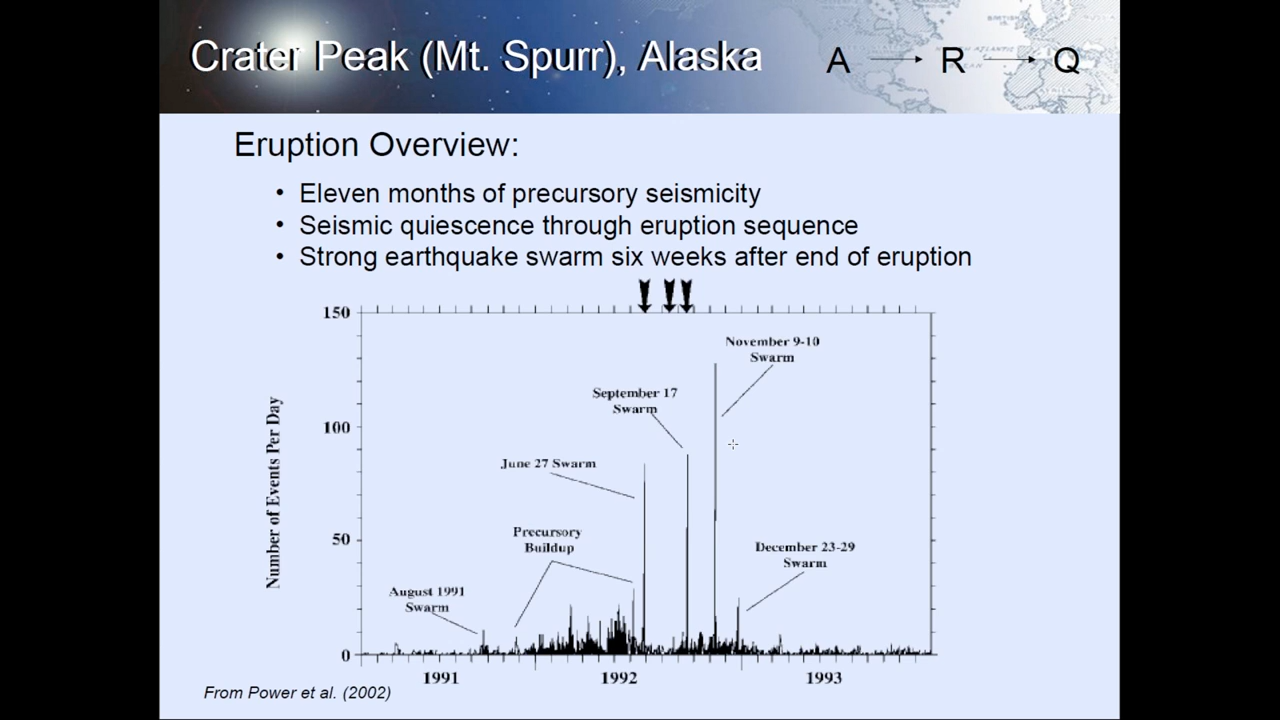 Crater Peak (Mt. Spurr), Alaska
A R Q
Eruption Overview:
• Eleven months of precursory seismicity
• Seismic quiescence through eruption sequence
• Strong earthquake swarm six weeks after end of eruption
150
100
50
0
Number of Events Per Day
November 9-10
Swarm
September 17
Swarm
June 27 Swarm
Precursory
Buildup
December 23-29
Swarm
August 1991
Swarm
1991 1992 1993
From Power et al. (2002)